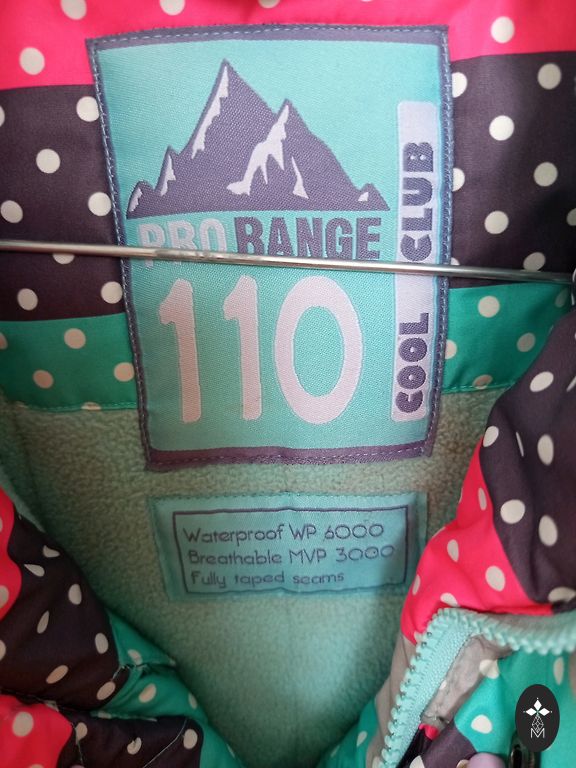 PRO RANGE
110
COOL CLUB
Waterproof WP 6000
Breathable MVP 3000
Fully taped seams